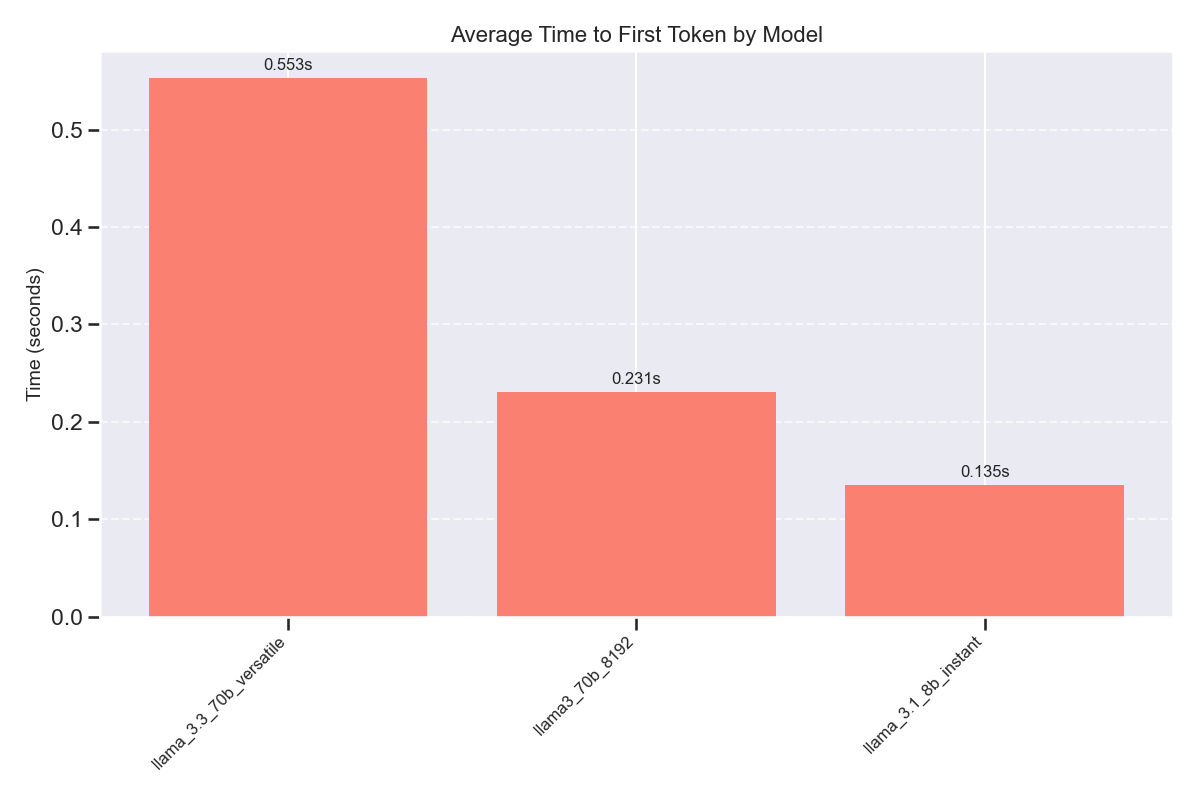 Average Time to First Token by Model
0.553s
0.5
0.4
0.3
0.231s
0.2
0.135s
0.1
0.0
Time (seconds)
llama_3.3_70b_versatile
llama3_70b_8192
llama_3.1_8b_instant